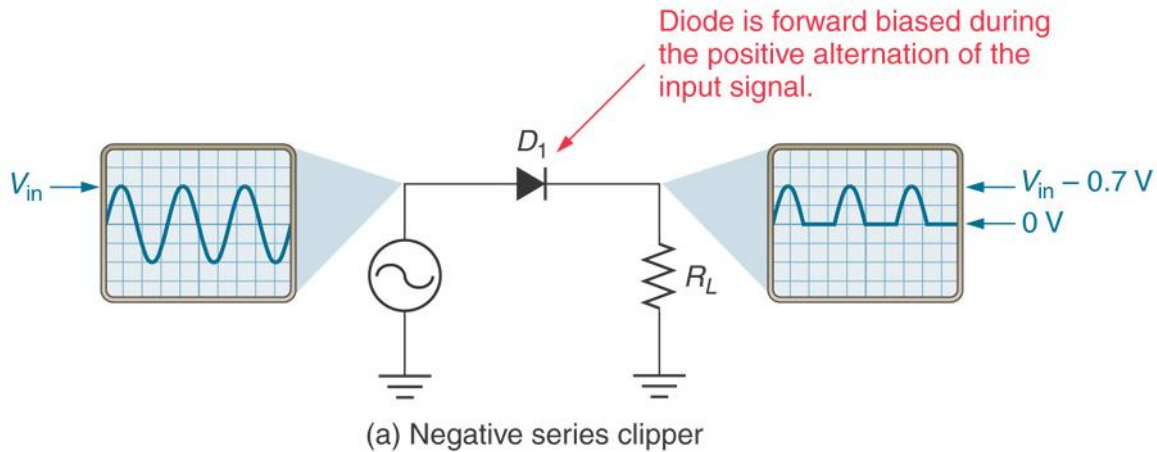 Diode is forward biased during
the positive alternation of the
input signal.
D1
Vin
Vin – 0.7 V
0 V
RL
(a) Negative series clipper